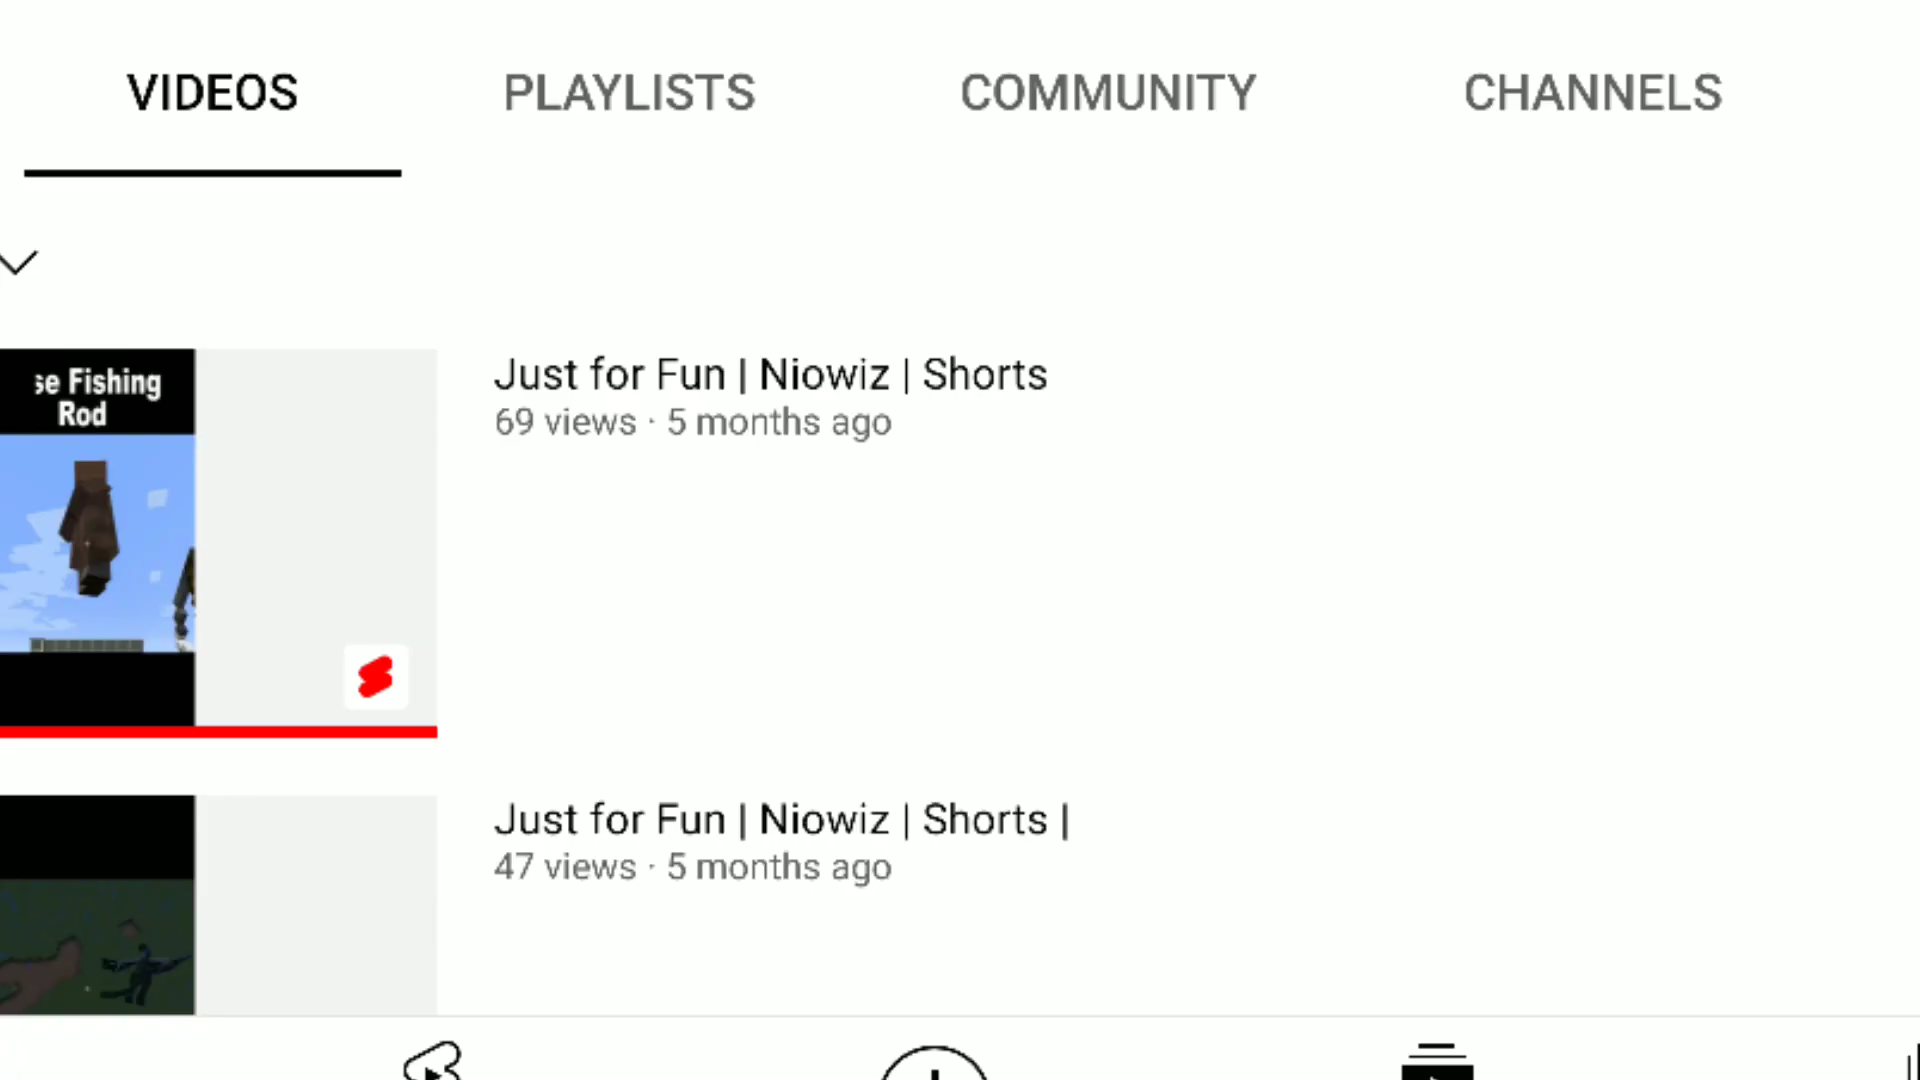 VIDEOS PLAYLISTS COMMUNITY CHANNELS
Fishing
Rod
Just for Fun | Niowiz | Shorts
69 views · 5 months ago
Just for Fun | Niowiz | Shorts |
47 views · 5 months ago